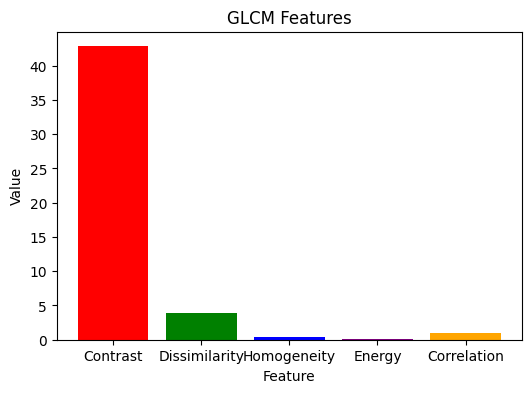 GLCM Features
Value
40
35
30
25
20
15
10
5
0
Contrast Dissimilarity Homogeneity Energy Correlation
Feature